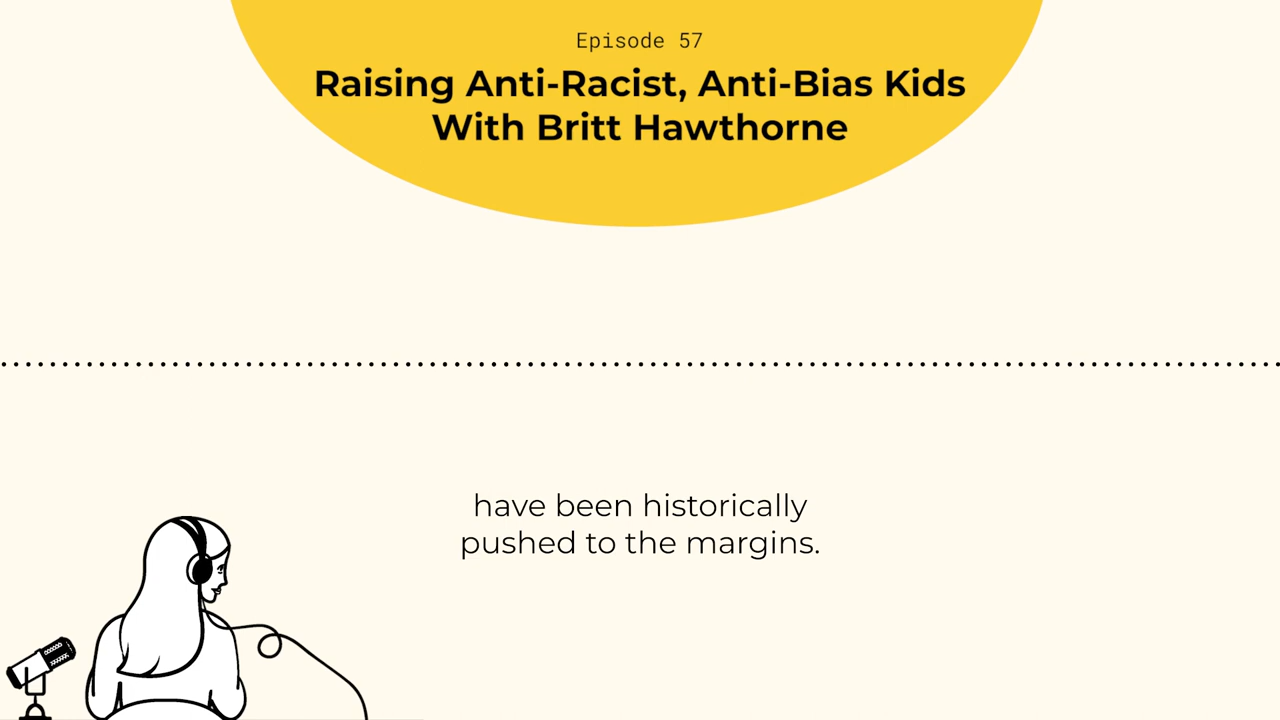 Episode 57
Raising Anti-Racist, Anti-Bias Kids
With Britt Hawthorne
have been historically
pushed to the margins.